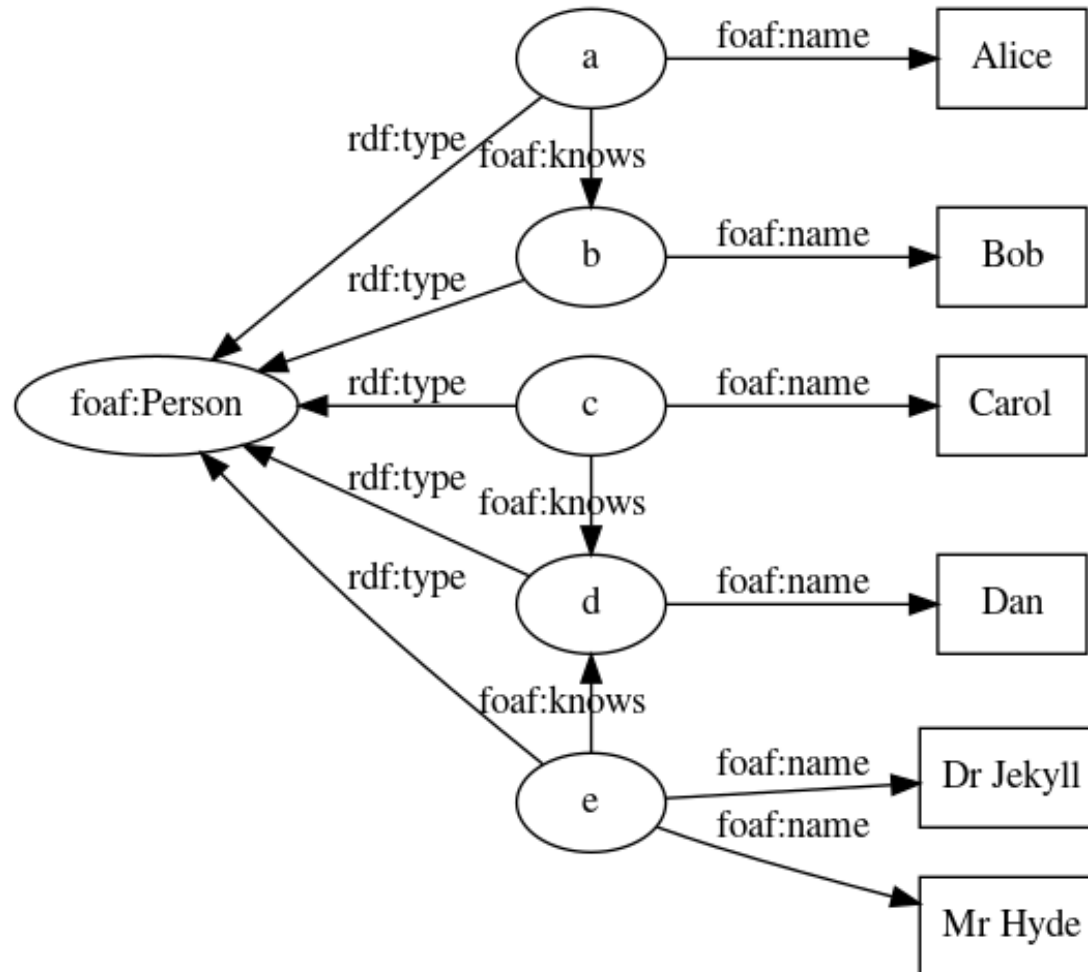 a
foaf:name
Alice
rdf:type
foaf:knows
b
foaf:name
Bob
rdf:type
foaf:Person
rdf:type
c
foaf:name
Carol
rdf:type
foaf:knows
d
foaf:name
Dan
rdf:type
foaf:knows
e
foaf:name
Dr Jekyll
foaf:name
Mr Hyde